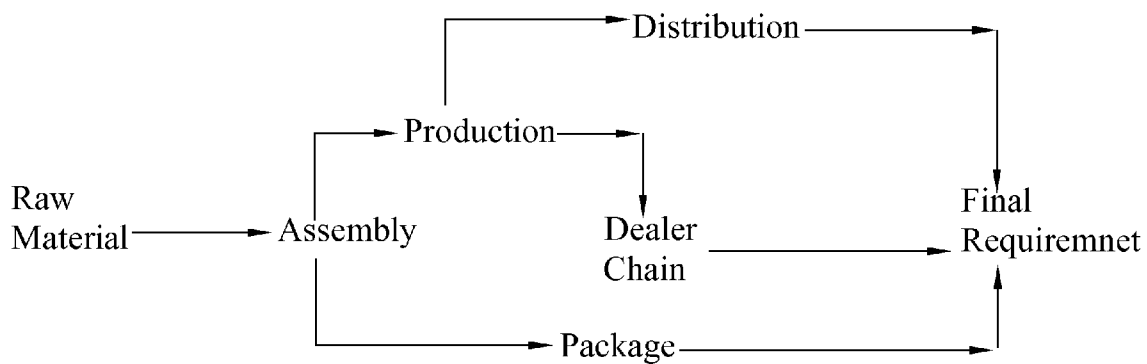 Distribution
Production
Raw
Material
Assembly
Dealer
Chain
Final
Requiremnet
Package